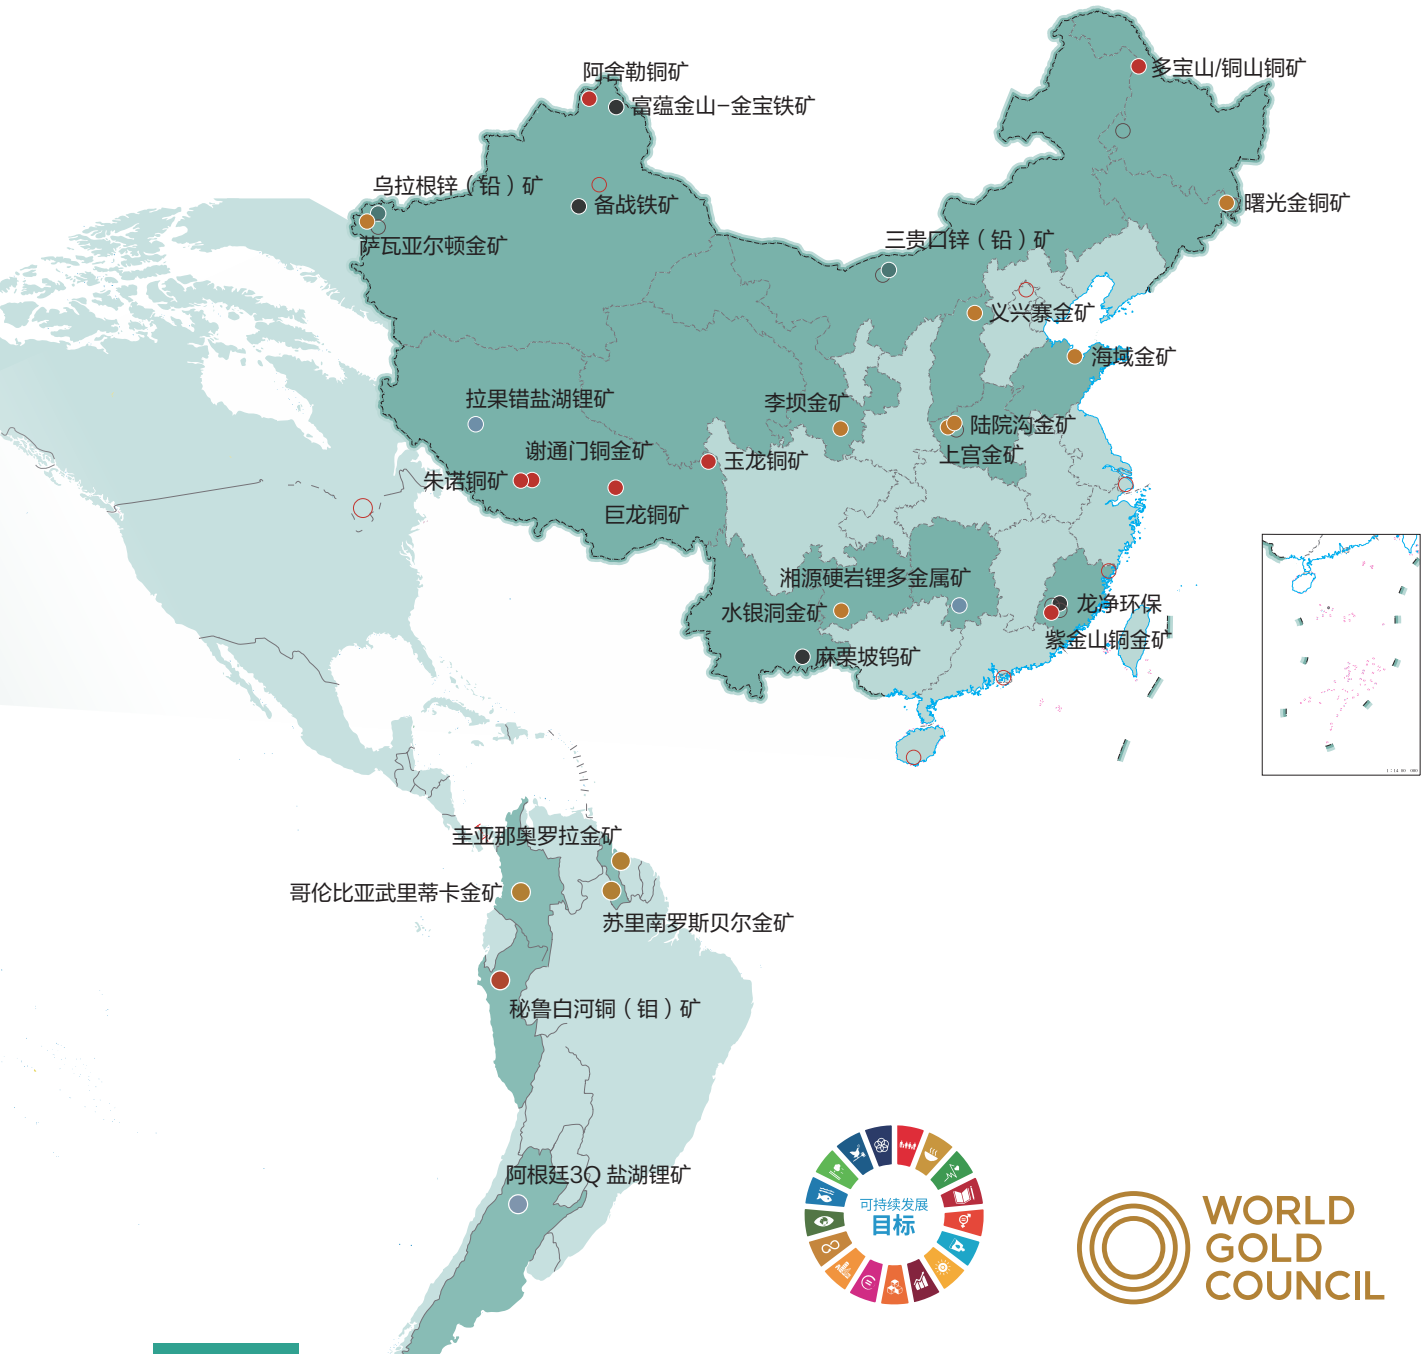 阿舍勒铜矿
多宝山/铜山铜矿
富蕴金山-金宝铁矿
乌拉根锌（铅）矿
备战铁矿
曙光金铜矿
萨瓦亚尔顿金矿
三贵口锌（铅）矿
义兴寨金矿
海域金矿
拉果错盐湖锂矿
李坝金矿
陆院沟金矿
谢通门铜金矿
上宫金矿
玉龙铜矿
朱诺铜矿
巨龙铜矿
湘源硬岩锂多金属矿
龙净环保
水银洞金矿
紫金山铜金矿
麻栗坡钨矿
圭亚那奥罗拉金矿
哥伦比亚武里蒂卡金矿
苏里南罗斯贝尔金矿
秘鲁白河铜（钼）矿
阿根廷3Q 盐湖锂矿
可持续发展
目标
WORLD
GOLD
COUNCIL